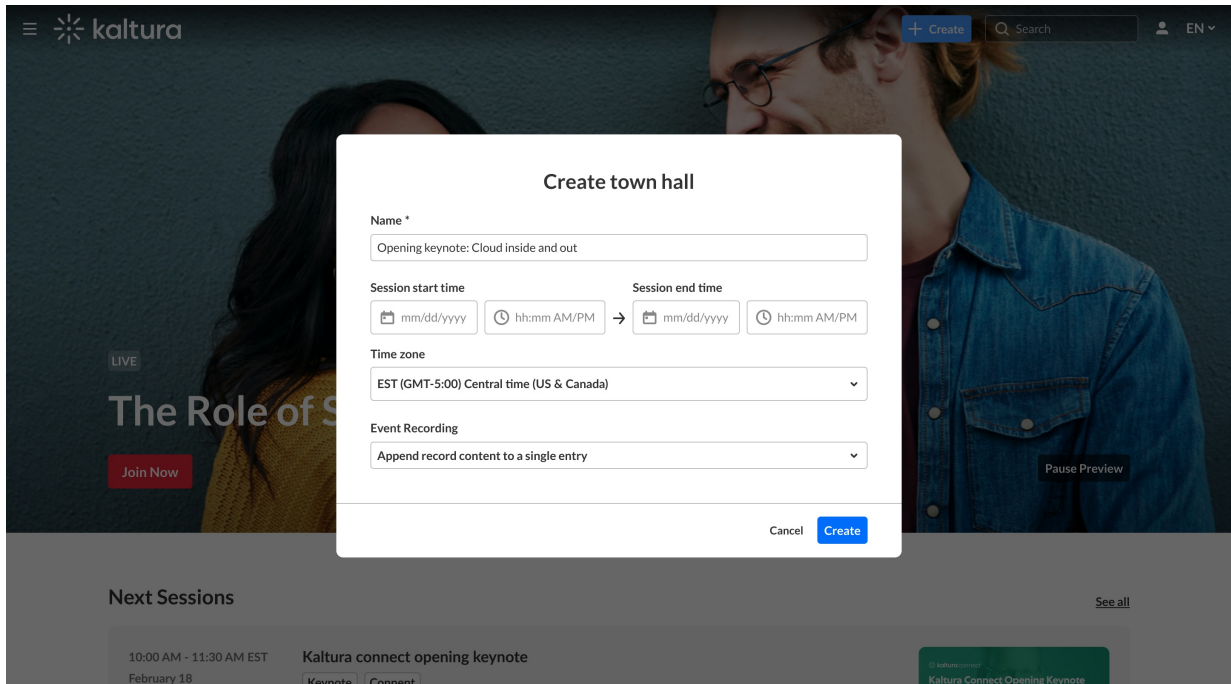 kaltura
Create
Search
EN
Create town hall
Name *
Opening keynote: Cloud inside and out
Session start time
Session end time
mm/dd/yyyy
hh:mm AM/PM
mm/dd/yyyy
hh:mm AM/PM
Time zone
EST (GMT-5:00) Central time (US & Canada)
Event Recording
Append record content to a single entry
Cancel
Create
LIVE
The Role of S
Join Now
Pause Preview
Next Sessions
See all
10:00 AM - 11:30 AM EST
February 18
Kaltura connect opening keynote
Keynote
Connent
kalturaconnect
Kaltura Connect Opening Keynote